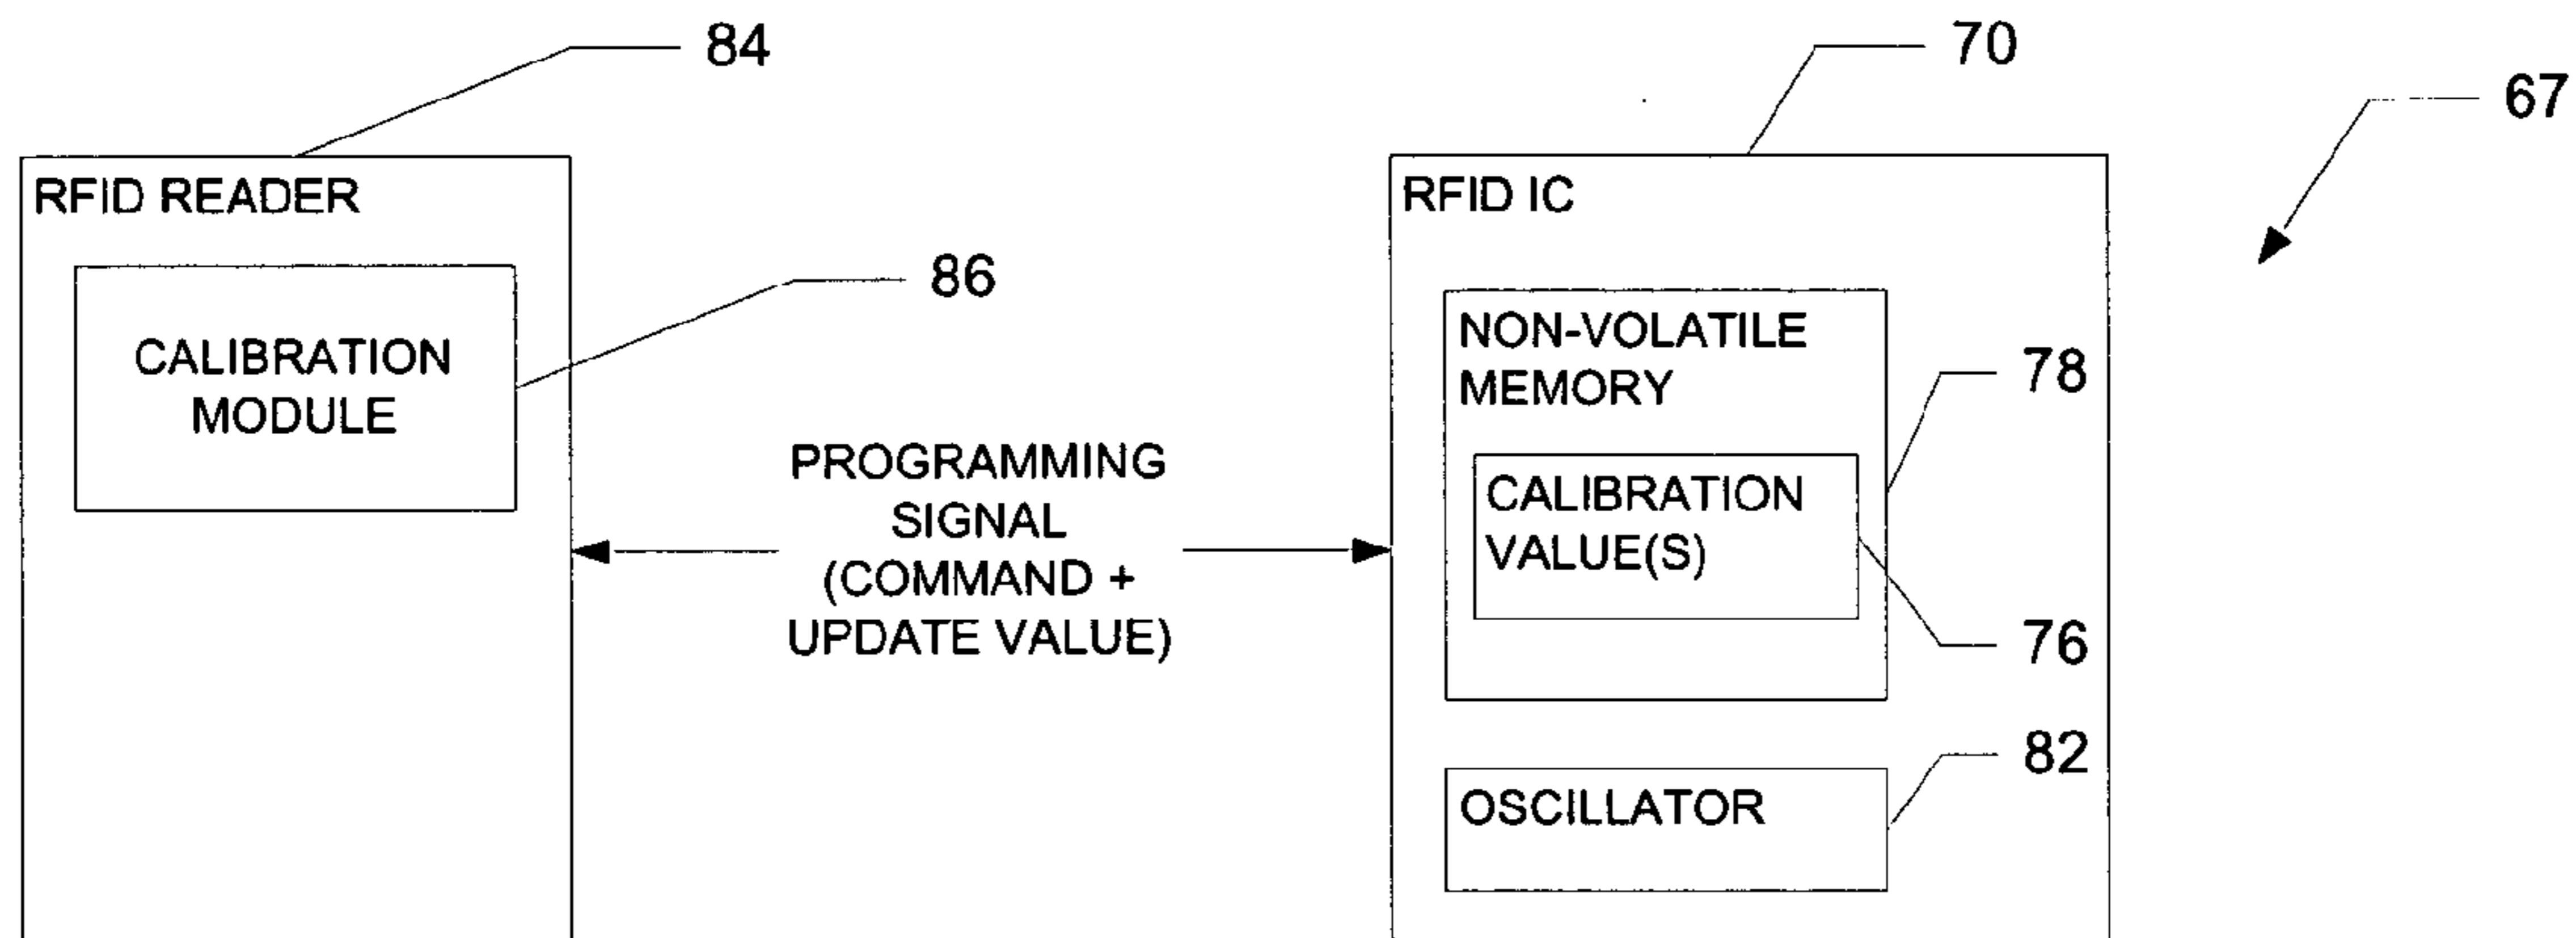 84
70
67
RFID READER
RFID IC
86
CALIBRATION
MODULE
NON-VOLATILE
MEMORY
78
PROGRAMMING
SIGNAL
(COMMAND +
UPDATE VALUE)
CALIBRATION
VALUE(S)
76
82
OSCILLATOR